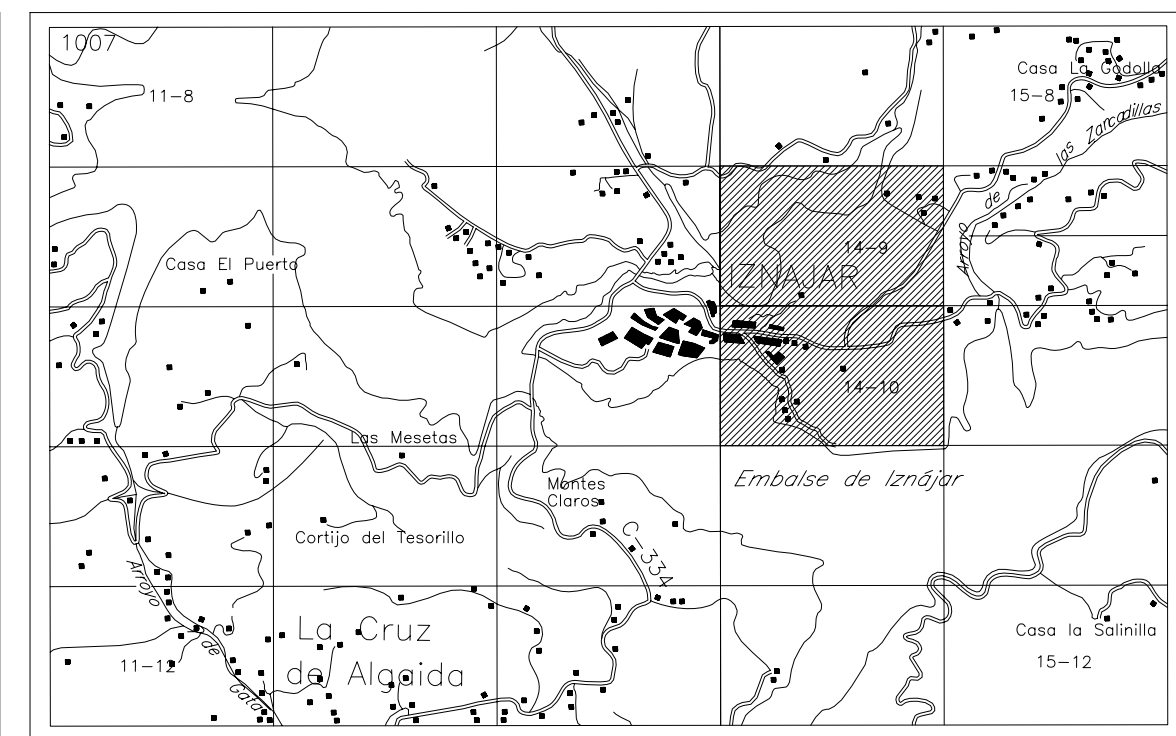 1007
Casa La Godolla
11-8
15-8
Arroyo de las Zarcadillas
14-9
Casa El Puerto
IZNAJAR
14-10
Las Mesetas
Embalse de Iznájar
Montes
Claros
Cortijo del Tesorillo
C-334
Arroyo de Gata
La Cruz
de Algaida
Casa la Salinilla
11-12
15-12